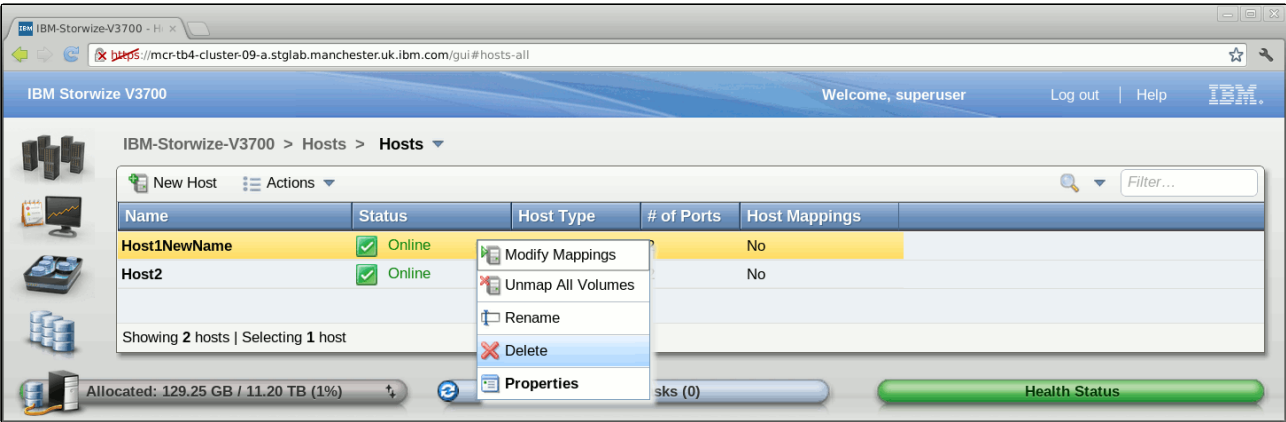 IBM-Storwize-V3700 - H
https://mcr-tb4-cluster-09-a.stglab.manchester.uk.ibm.com/gui#hosts-all
IBM Storwize V3700 Welcome, superuser Log out | Help IBM.
IBM-Storwize-V3700 > Hosts > Hosts
New Host Actions Filter...
Name Status Host Type # of Ports Host Mappings
Host1NewName Online No
Host2 Online No
Modify Mappings
Unmap All Volumes
Rename
Delete
Properties
Showing 2 hosts | Selecting 1 host
Allocated: 129.25 GB / 11.20 TB (1%) sks (0) Health Status